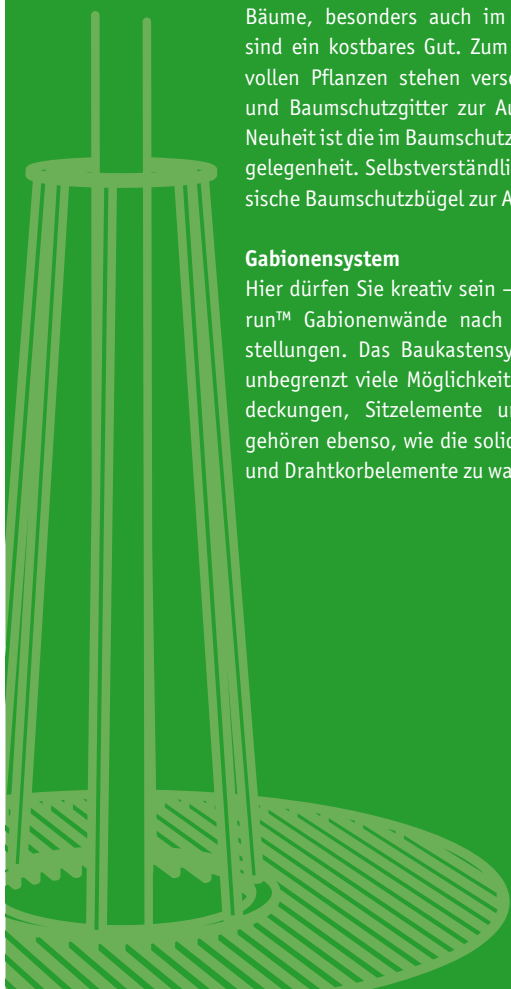 Bäume, besonders auch im
sind ein kostbares Gut. Zum
vollen Pflanzen stehen vers
und Baumschutzgitter zur Au
Neuheit ist die im Baumschutz
gelegenheit. Selbstverständli
sische Baumschutzbügel zur A
Gabionensystem
Hier dürfen Sie kreativ sein –
run™ Gabionenwände nach
stellungen. Das Baukastensy
unbegrenzt viele Möglichkeit
deckungen, Sitzelemente u
gehören ebenso, wie die solid
und Drahtkorbelemente zu wa